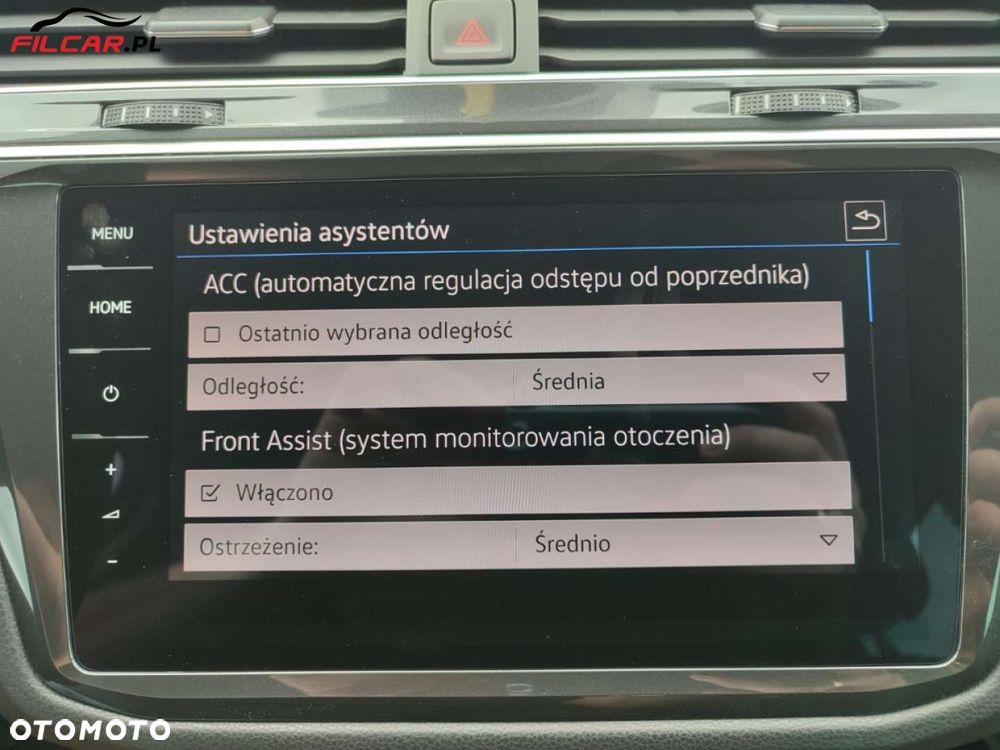 FILCAR.PL
MENU
HOME
+
-
Ustawienia asystentów
ACC (automatyczna regulacja odstępu od poprzednika)
Ostatnio wybrana odległość
Odległość: Średnia
Front Assist (system monitorowania otoczenia)
Włączono
Ostrzeżenie: Średnio
OTOMOTO